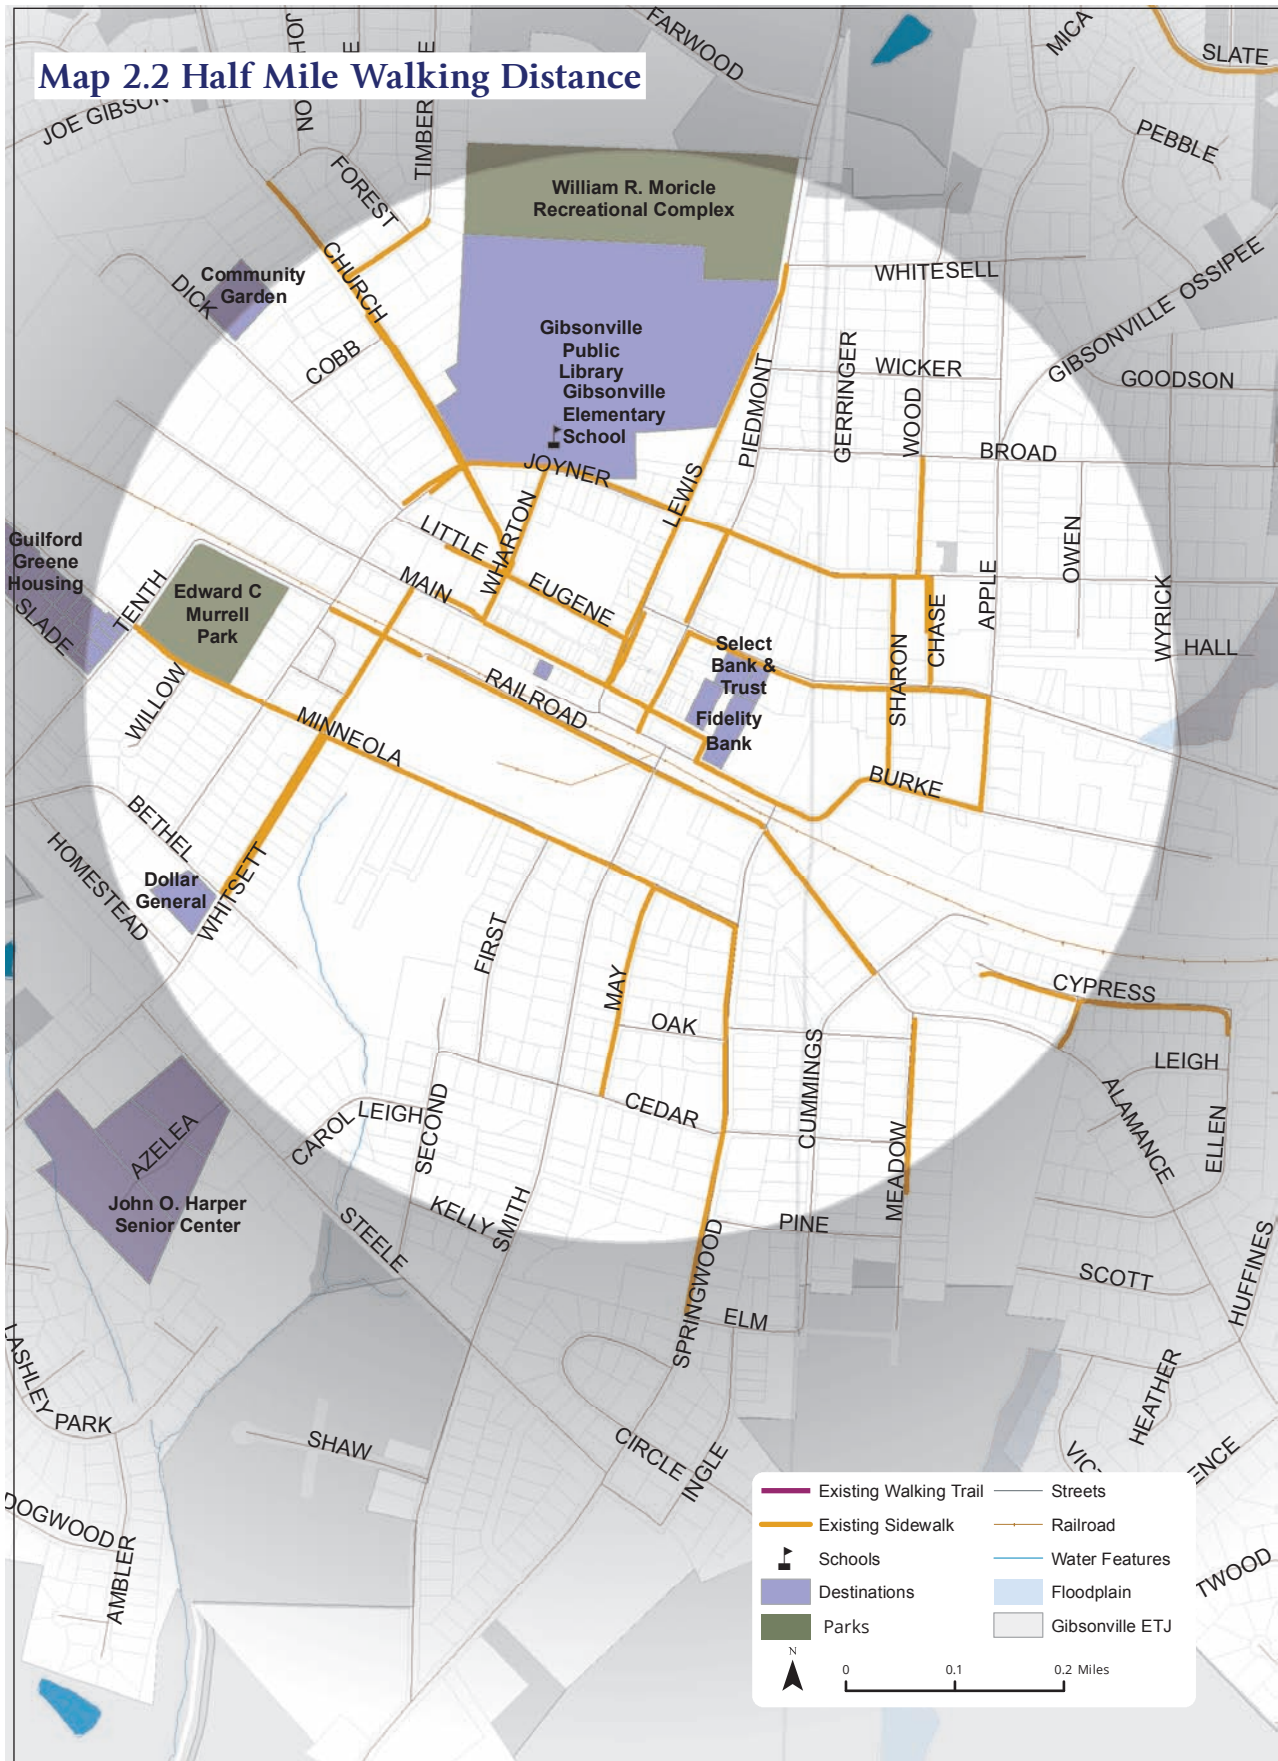 Map 2.2 Half Mile Walking Distance
FARWOOD
MICA
SLATE
JOE GIBSON
TIMBER
PEBBLE
FOREST
William R. Moricle
Recreational Complex
CHURCH
Community
Garden
DICK
WHITESELL
GIBSONVILLE OSSIPEE
COBB
Gibsonville
Public
Library
Gibsonville
Elementary
School
PIEDMONT
GERRINGER
WICKER
WOOD
GOODSON
BROAD
JOYNER
LEWIS
LITTLE
WHARTON
MAIN
EUGENE
Guilford
Greene
Housing
SLADE
TENTH
Edward C
Murrell
Park
OWEN
APPLE
CHASE
WYRICK
HALL
SHARON
Select
Bank &
Trust
Fidelity
Bank
RAILROAD
WILLOW
MINNEOLA
BURKE
BETHEL
HOMESTEAD
Dollar
General
WHITSETT
FIRST
MAY
CYPRESS
OAK
LEIGH
CUMMINGS
CEDAR
SECOND
CAROL
LEIGH
ALAMANCE
ELLEN
AZELEA
John O. Harper
Senior Center
MEADOW
KELLY
SMITH
STEELE
PINE
SPRINGWOOD
SCOTT
HUFFINES
ELM
LASHLEY
PARK
HEATHER
SHAW
CIRCLE
INGLE
VIC
ENCE
DOGWOOD
AMBLER
TWOOD
Existing Walking Trail
Streets
Existing Sidewalk
Railroad
Schools
Water Features
Destinations
Floodplain
Parks
Gibsonville ETJ
N
0 0.1 0.2 Miles